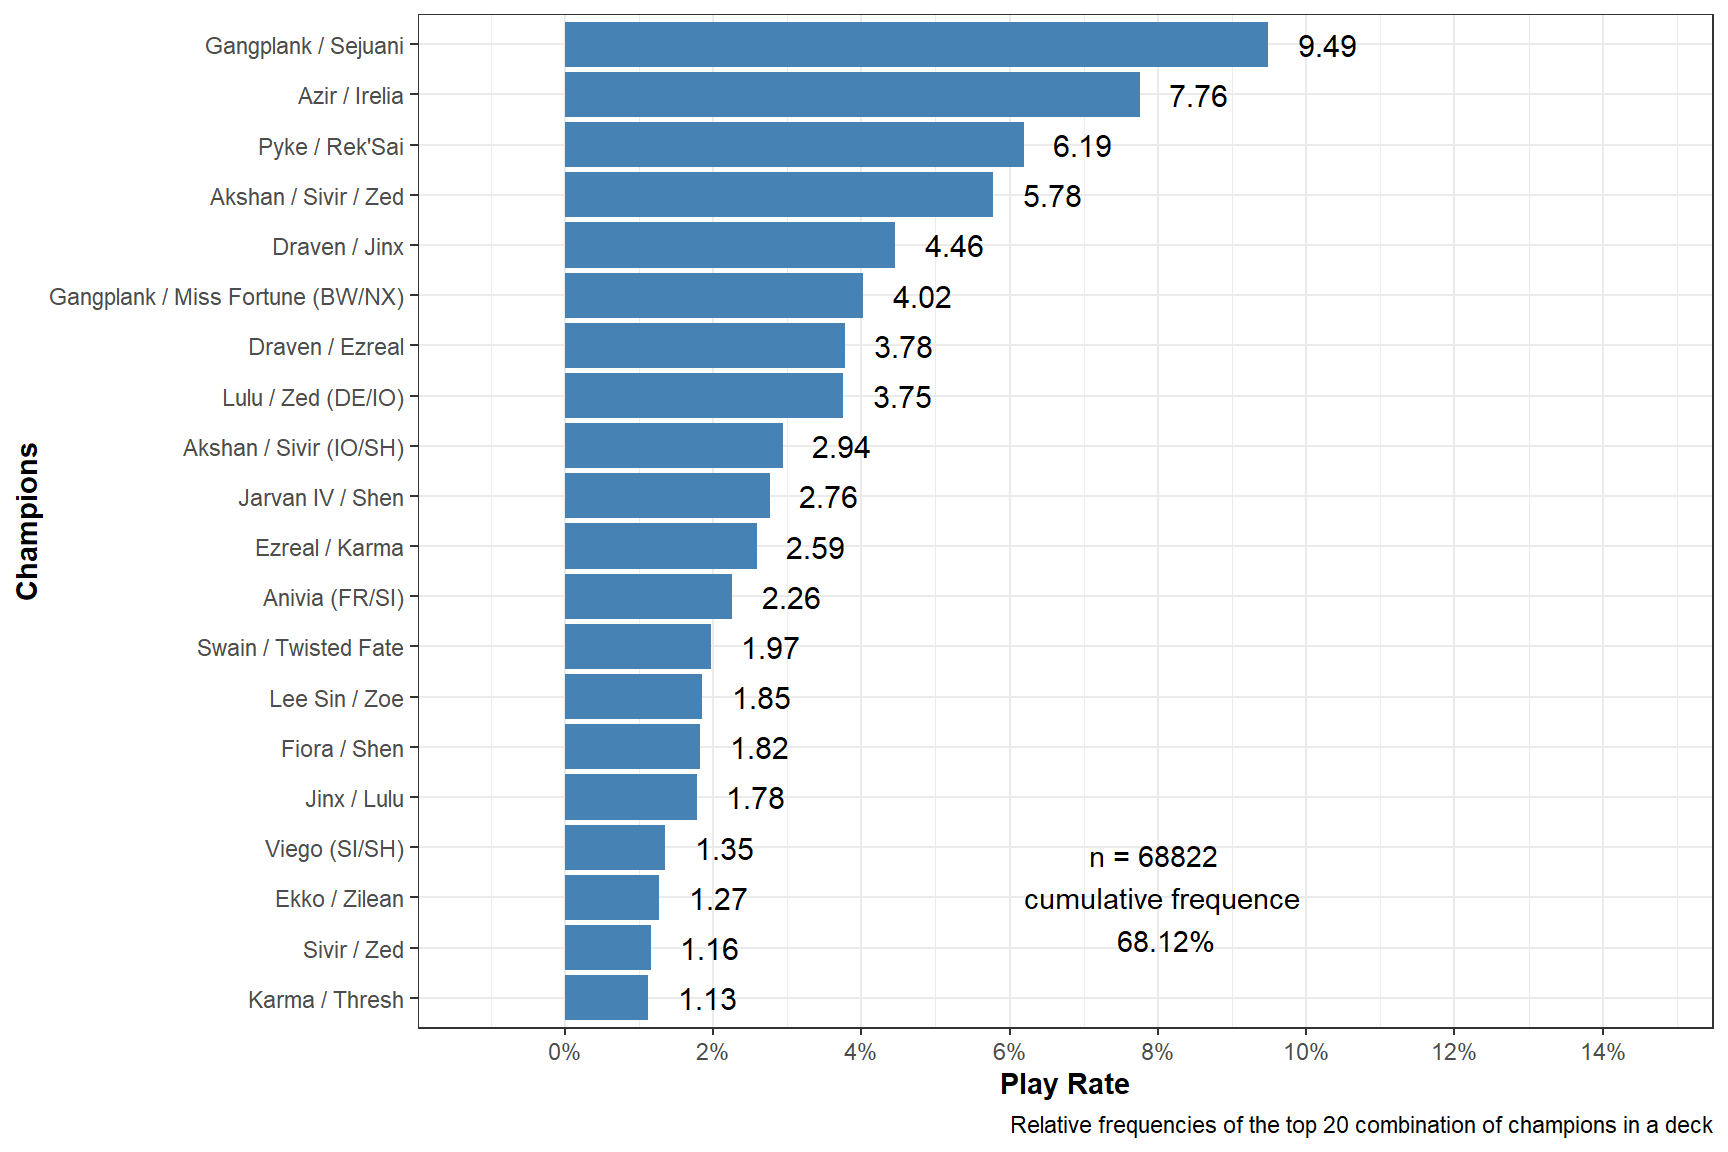 Gangplank / Sejuani 9.49
Azir / Irelia 7.76
Pyke / Rek'Sai 6.19
Akshan / Sivir / Zed 5.78
Draven / Jinx 4.46
Gangplank / Miss Fortune (BW/NX) 4.02
Draven / Ezreal 3.78
Lulu / Zed (DE/IO) 3.75
Akshan / Sivir (IO/SH) 2.94
Jarvan IV / Shen 2.76
Ezreal / Karma 2.59
Anivia (FR/SI) 2.26
Swain / Twisted Fate 1.97
Lee Sin / Zoe 1.85
Fiora / Shen 1.82
Jinx / Lulu 1.78
Viego (SI/SH) 1.35
Ekko / Zilean 1.27
Sivir / Zed 1.16
Karma / Thresh 1.13
Champions
n = 68822
cumulative frequence
68.12%
0% 2% 4% 6% 8% 10% 12% 14%
Play Rate
Relative frequencies of the top 20 combination of champions in a deck